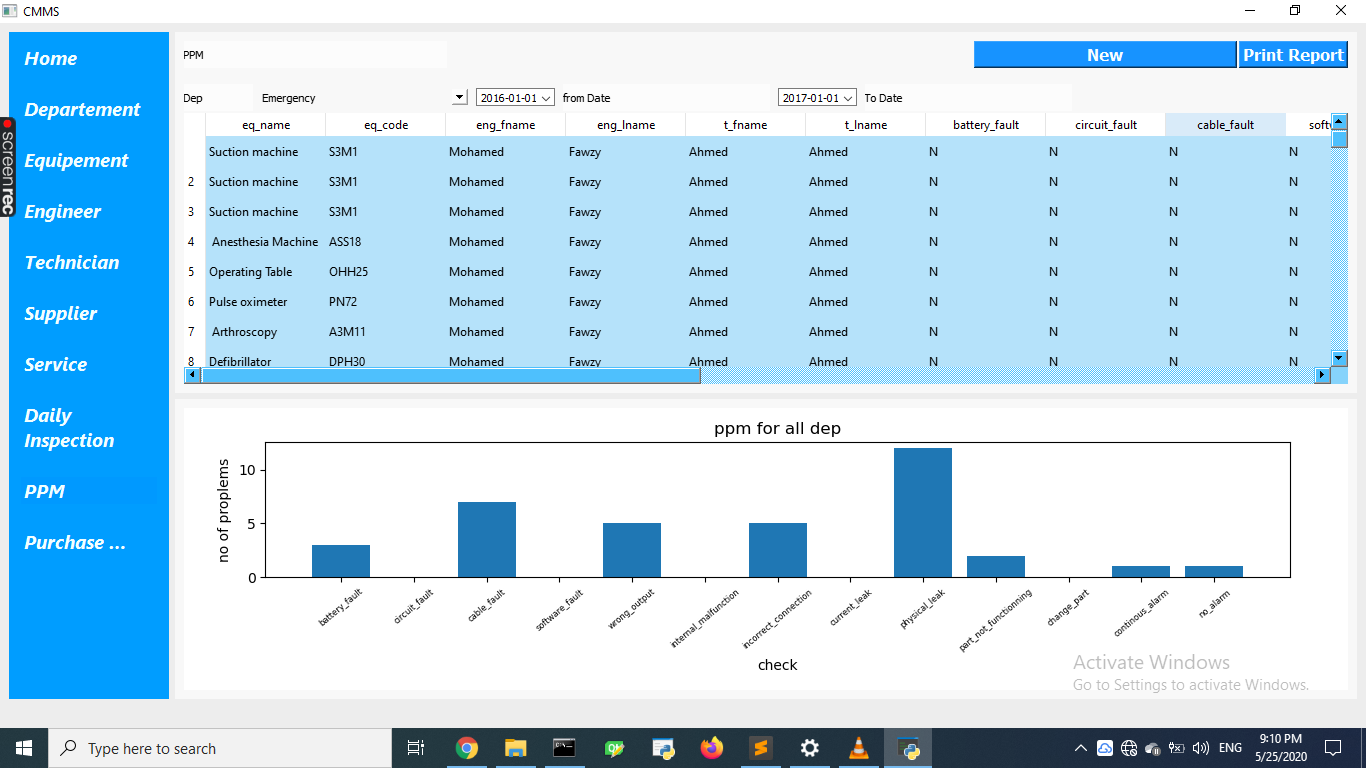 CMMS
Home
Departement
Equipement
Engineer
Technician
Supplier
Service
Daily
Inspection
PPM
Purchase ...
screenrec
PPM
New
Print Report
Dep Emergency 2016-01-01 from Date 2017-01-01 To Date
eq_name eq_code eng_fname eng_lname t_fname t_lname battery_fault circuit_fault cable_fault
Suction machine S3M1 Mohamed Fawzy Ahmed Ahmed N N N N
2 Suction machine S3M1 Mohamed Fawzy Ahmed Ahmed N N N N
3 Suction machine S3M1 Mohamed Fawzy Ahmed Ahmed N N N N
4 Anesthesia Machine ASS18 Mohamed Fawzy Ahmed Ahmed N N N N
5 Operating Table OHH25 Mohamed Fawzy Ahmed Ahmed N N N N
6 Pulse oximeter PN72 Mohamed Fawzy Ahmed Ahmed N N N N
7 Arthroscopy A3M11 Mohamed Fawzy Ahmed Ahmed N N N N
8 Defibrillator DPH30 Mohamed Fawzy Ahmed Ahmed N N N N
ppm for all dep
no of proplems
10
5
0
battery_fault circuit_fault cable_fault software_fault wrong_output internal_malfunction incorrect_connection current_leak physical_leak part_not_functionning change_part continous_alarm no_alarm
check
Activate Windows
Go to Settings to activate Windows.
Type here to search
ENG
9:10 PM
5/25/2020